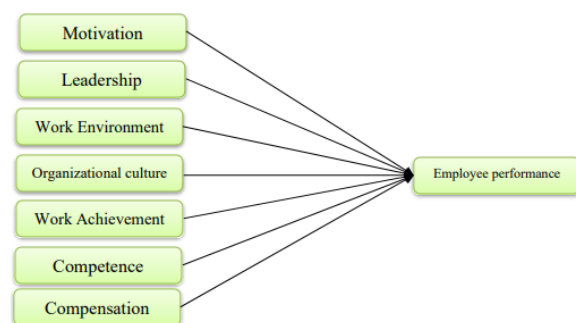 Motivation
Leadership
Work Environment
Organizational culture
Work Achievement
Competence
Compensation
Employee performance